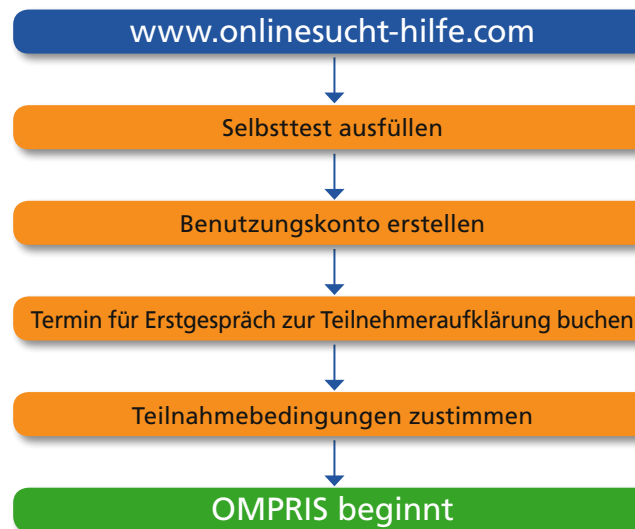 www.onlinesucht-hilfe.com
Selbsttest ausfüllen
Benutzungskonto erstellen
Termin für Erstgespräch zur Teilnehmeraufklärung buchen
Teilnahmebedingungen zustimmen
OMPRIS beginnt